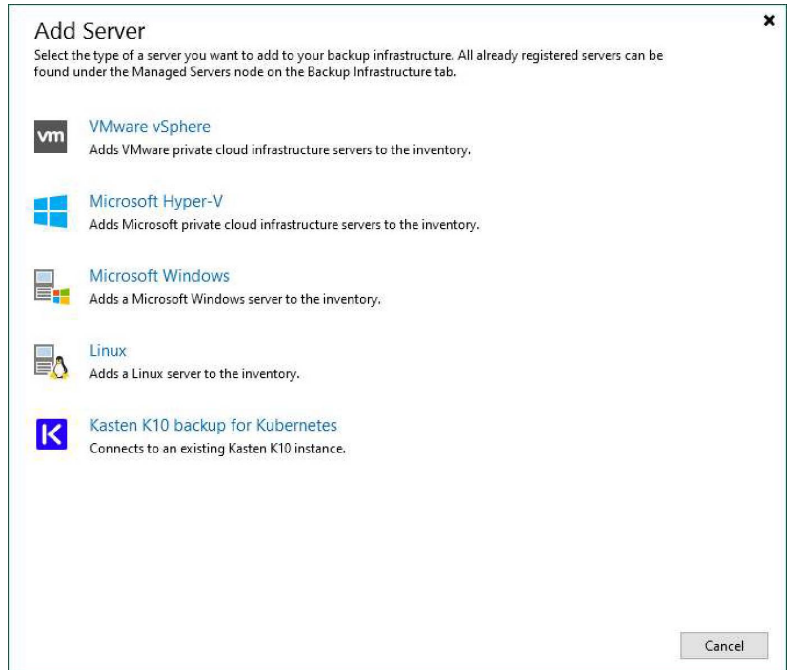 Add Server
Select the type of a server you want to add to your backup infrastructure. All already registered servers can be
found under the Managed Servers node on the Backup Infrastructure tab.
vm
VMware vSphere
Adds VMware private cloud infrastructure servers to the inventory.
Microsoft Hyper-V
Adds Microsoft private cloud infrastructure servers to the inventory.
Microsoft Windows
Adds a Microsoft Windows server to the inventory.
Linux
Adds a Linux server to the inventory.
K
Kasten K10 backup for Kubernetes
Connects to an existing Kasten K10 instance.
Cancel